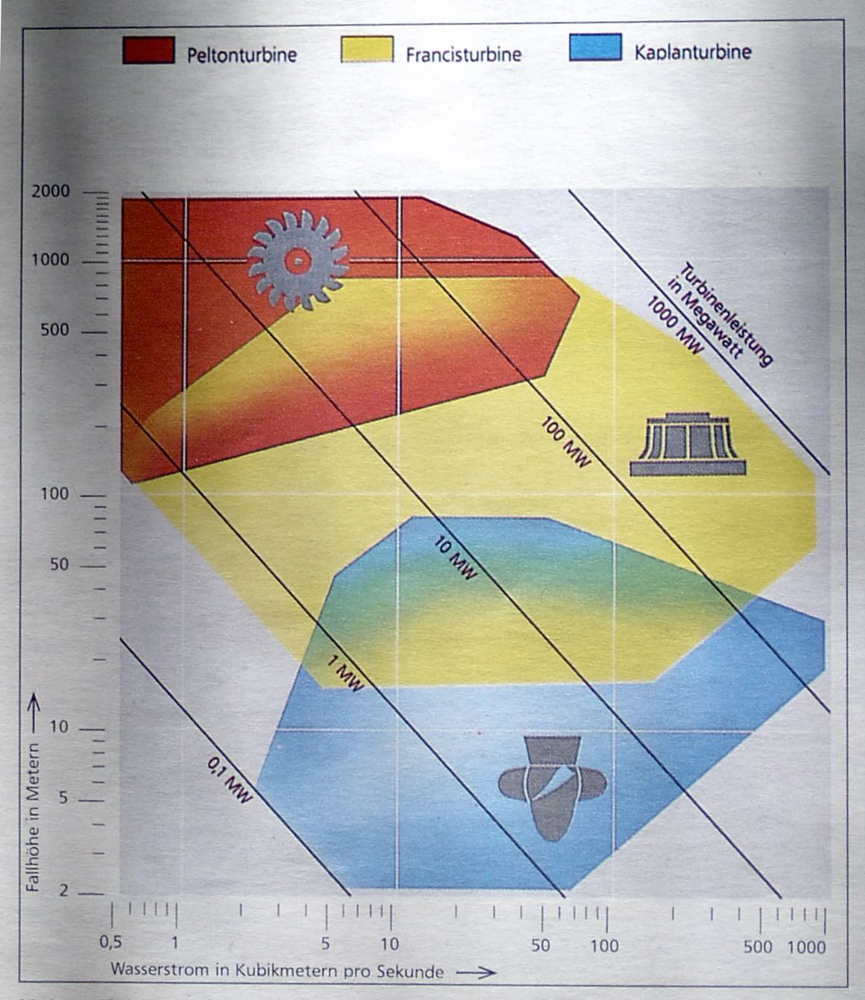 Peltonturbine
Francisturbine
Kaplanturbine
2000
1000
500
100
50
10
5
2
Fallhöhe in Metern
Turbinenleistung
in Megawatt
1000 MW
100 MW
10 MW
1 MW
0,1 MW
0,5
1
5
10
50
100
500
1000
Wasserstrom in Kubikmetern pro Sekunde